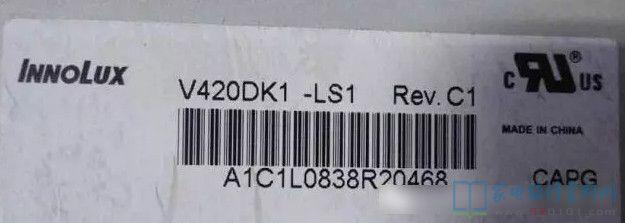 INNOLUX
V420DK1 -LS1 Rev. C1
C US
®
MADE IN CHINA
A1C1L0838R20468
CAPG